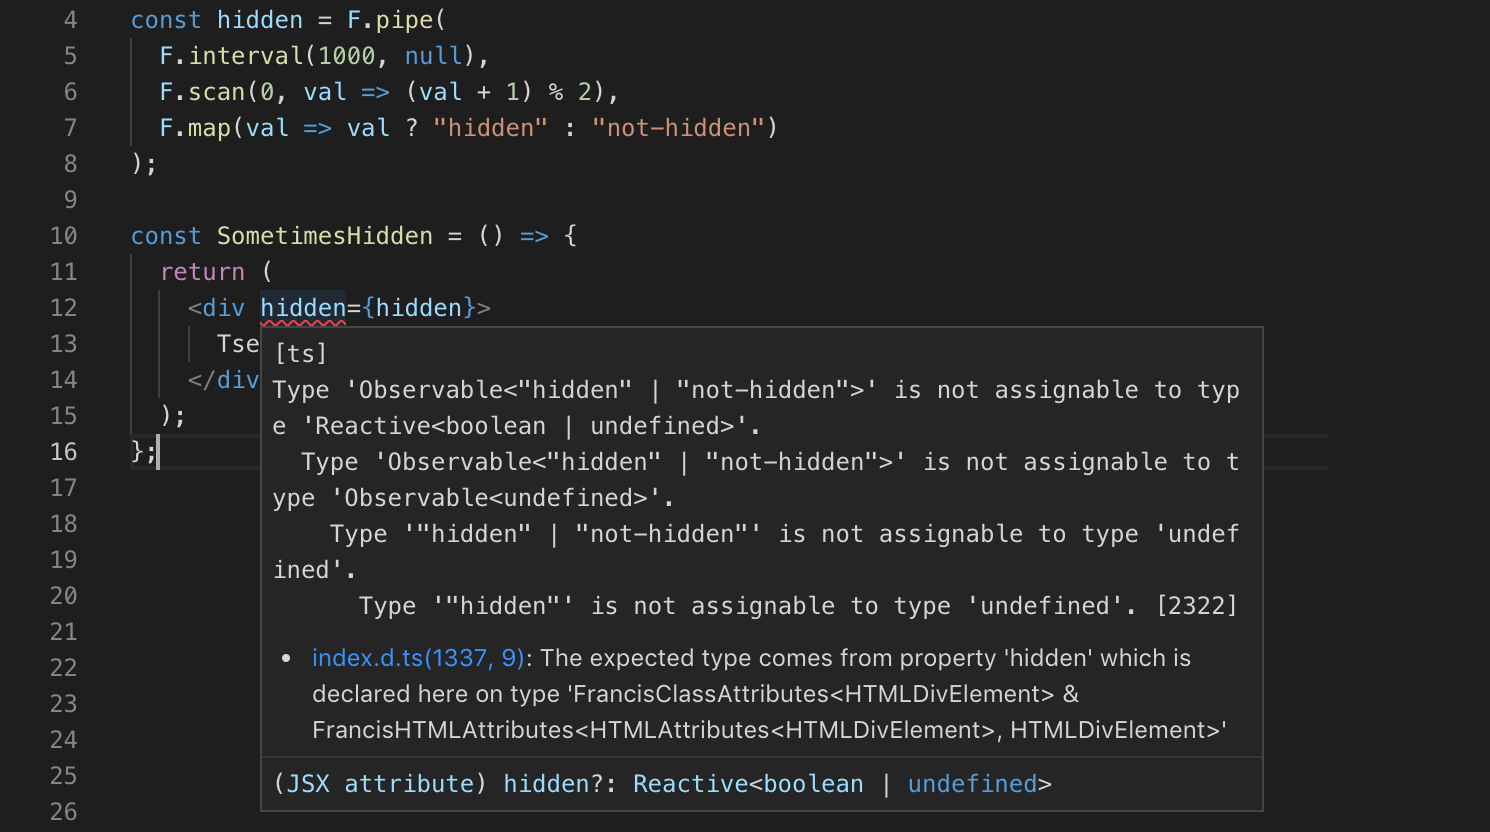 4 const hidden = F.pipe(
5 F.interval(1000, null),
6 F.scan(0, val => (val + 1) % 2),
7 F.map(val => val ? "hidden" : "not-hidden")
8 );
9
10 const SometimesHidden = () => {
11 return (
12 <div hidden={hidden}>
13 Tse
14 </div
15 );
16 };
17
18
19
20
21
22
23
24
25
26
[ts]
Type 'Observable<"hidden" | "not-hidden">' is not assignable to typ
e 'Reactive<boolean | undefined>'.
Type 'Observable<"hidden" | "not-hidden">' is not assignable to t
ype 'Observable<undefined>'.
Type '"hidden" | "not-hidden"' is not assignable to type 'undef
ined'.
Type '"hidden"' is not assignable to type 'undefined'. [2322]
• index.d.ts(1337, 9): The expected type comes from property 'hidden' which is
declared here on type 'FrancisClassAttributes<HTMLDivElement> &
FrancisHTMLAttributes<HTMLAttributes<HTMLDivElement>, HTMLDivElement>'
(JSX attribute) hidden?: Reactive<boolean | undefined>